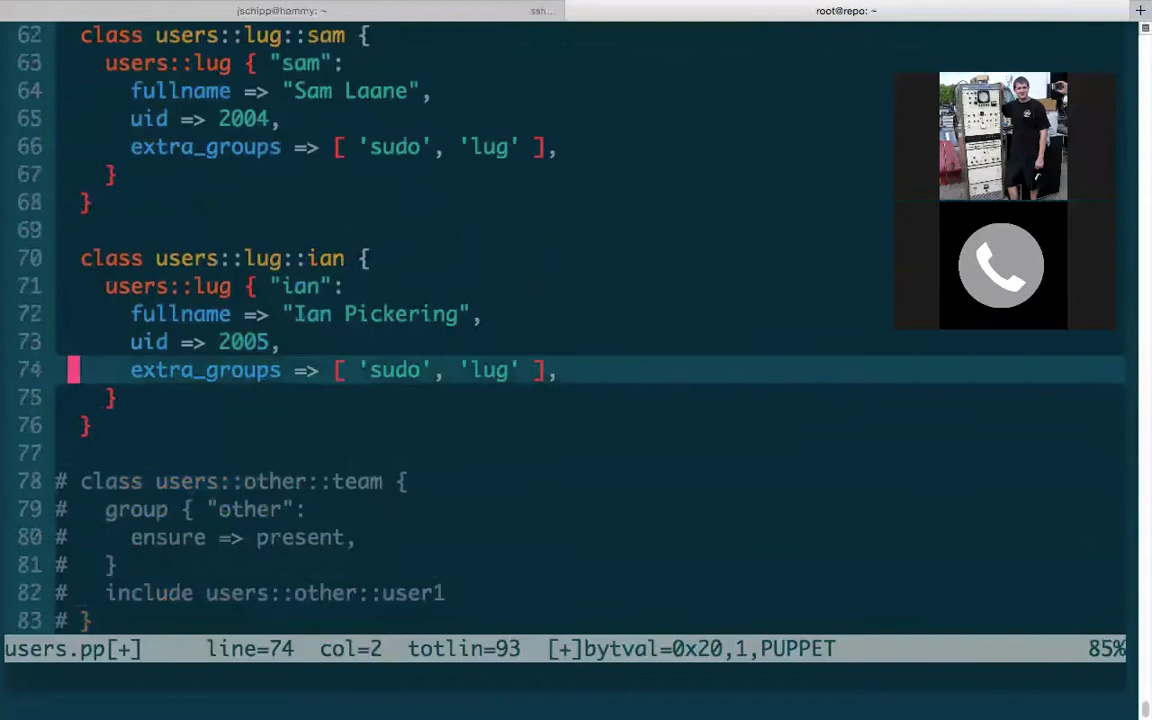 jschipp@hammy: ~ ssh... root@repo: ~ +
62 class users::lug::sam {
63 users::lug { "sam":
64 fullname => "Sam Laane",
65 uid => 2004,
66 extra_groups => [ 'sudo', 'lug' ],
67 }
68 }
69
70 class users::lug::ian {
71 users::lug { "ian":
72 fullname => "Ian Pickering",
73 uid => 2005,
74 extra_groups => [ 'sudo', 'lug' ],
75 }
76 }
77
78 # class users::other::team {
79 # group { "other":
80 # ensure => present,
81 # }
82 # include users::other::user1
83 # }
users.pp[+] line=74 col=2 totlin=93 [+]bytval=0x20,1,PUPPET 85%